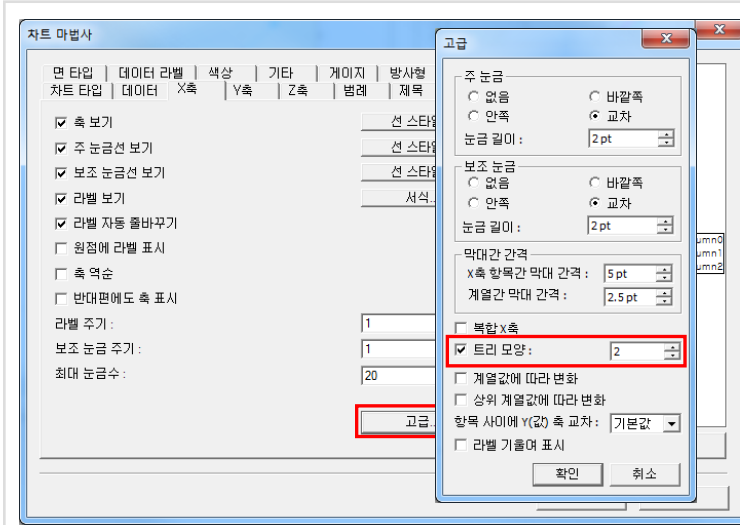 차트 마법사
면 타입 데이터 라벨 색상 기타 게이지 방사형
차트 타입 데이터 X축 Y축 Z축 범례 제목
축 보기 선 스타일
주 눈금선 보기 선 스타일
보조 눈금선 보기 선 스타일
라벨 보기 서식..
라벨 자동 줄바꾸기
원점에 라벨 표시
축 역순
반대편에도 축 표시
라벨 주기 : 1
보조 눈금 주기 : 1
최대 눈금수 : 20
고급..
고급
주 눈금
없음 바깥쪽
안쪽 교차
눈금 길이 : 2 pt
보조 눈금
없음 바깥쪽
안쪽 교차
눈금 길이 : 2 pt
막대간 간격
X축 항목간 막대 간격 : 5 pt
계열간 막대 간격 : 2.5 pt
복합 X축
트리 모양 : 2
계열값에 따라 변화
상위 계열값에 따라 변화
항목 사이에 Y(값) 축 교차 : 기본값
라벨 기울여 표시
확인 취소
umn0
umn1
umn2